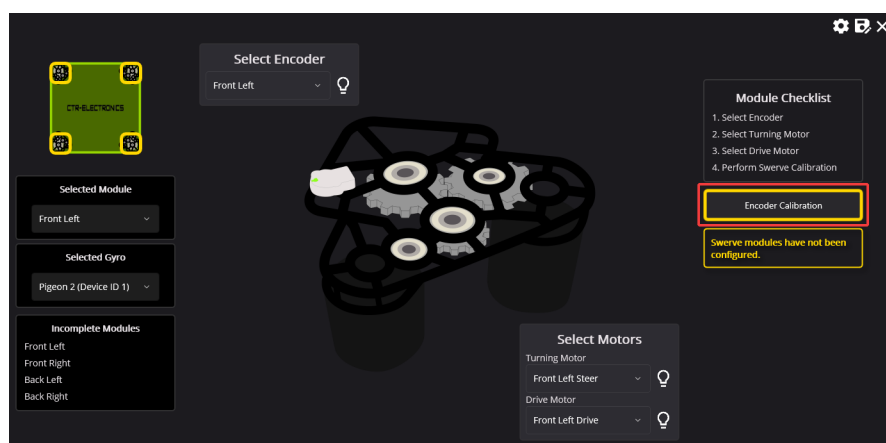 CTR-ELECTRONICS
Selected Module
Front Left
Selected Gyro
Pigeon 2 (Device ID 1)
Incomplete Modules
Front Left
Front Right
Back Left
Back Right
Select Encoder
Front Left
Select Motors
Turning Motor
Front Left Steer
Drive Motor
Front Left Drive
Module Checklist
1. Select Encoder
2. Select Turning Motor
3. Select Drive Motor
4. Perform Swerve Calibration
Encoder Calibration
Swerve modules have not been
configured.